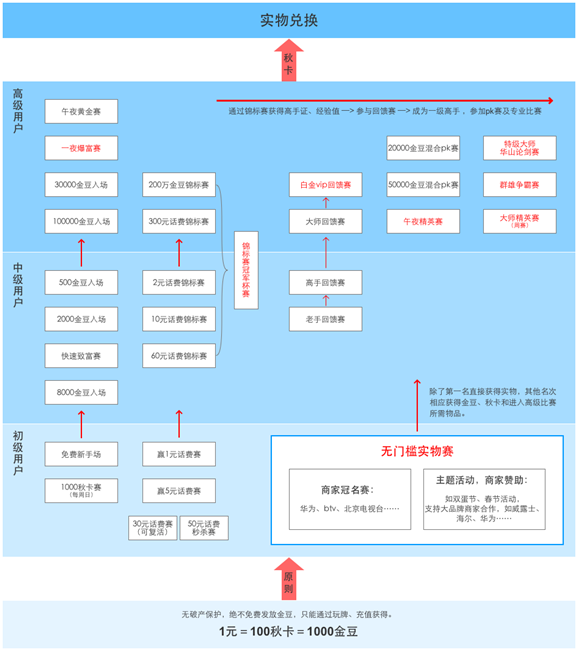 实物兑换
秋卡
高级用户
通过锦标赛获得高手证、经验值 —> 参与回馈赛 —> 成为一级高手，参加pk赛及专业比赛
午夜黄金赛
一夜爆富赛
30000金豆入场
100000金豆入场
200万金豆锦标赛
300元话费锦标赛
白金vip回馈赛
大师回馈赛
20000金豆混合pk赛
50000金豆混合pk赛
午夜精英赛
特级大师
华山论剑赛
群雄争霸赛
大师精英赛
（周赛）
锦标赛冠军杯赛
中级用户
500金豆入场
2000金豆入场
快速致富赛
8000金豆入场
2元话费锦标赛
10元话费锦标赛
60元话费锦标赛
高手回馈赛
老手回馈赛
除了第一名直接获得实物，其他名次
相应获得金豆、秋卡和进入高级比赛
所需物品。
初级用户
免费新手场
1000秋卡赛
（每周日）
赢1元话费赛
赢5元话费赛
30元话费赛
（可复活）
50元话费
秒杀赛
无门槛实物赛
商家冠名赛：
华为、btv、北京电视台……
主题活动，商家赞助：
如双蛋节、春节活动，
支持大品牌商家合作，如威露士、
海尔、华为……
原则
无破产保护，绝不免费发放金豆，只能通过玩牌、充值获得。
1元＝100秋卡＝1000金豆